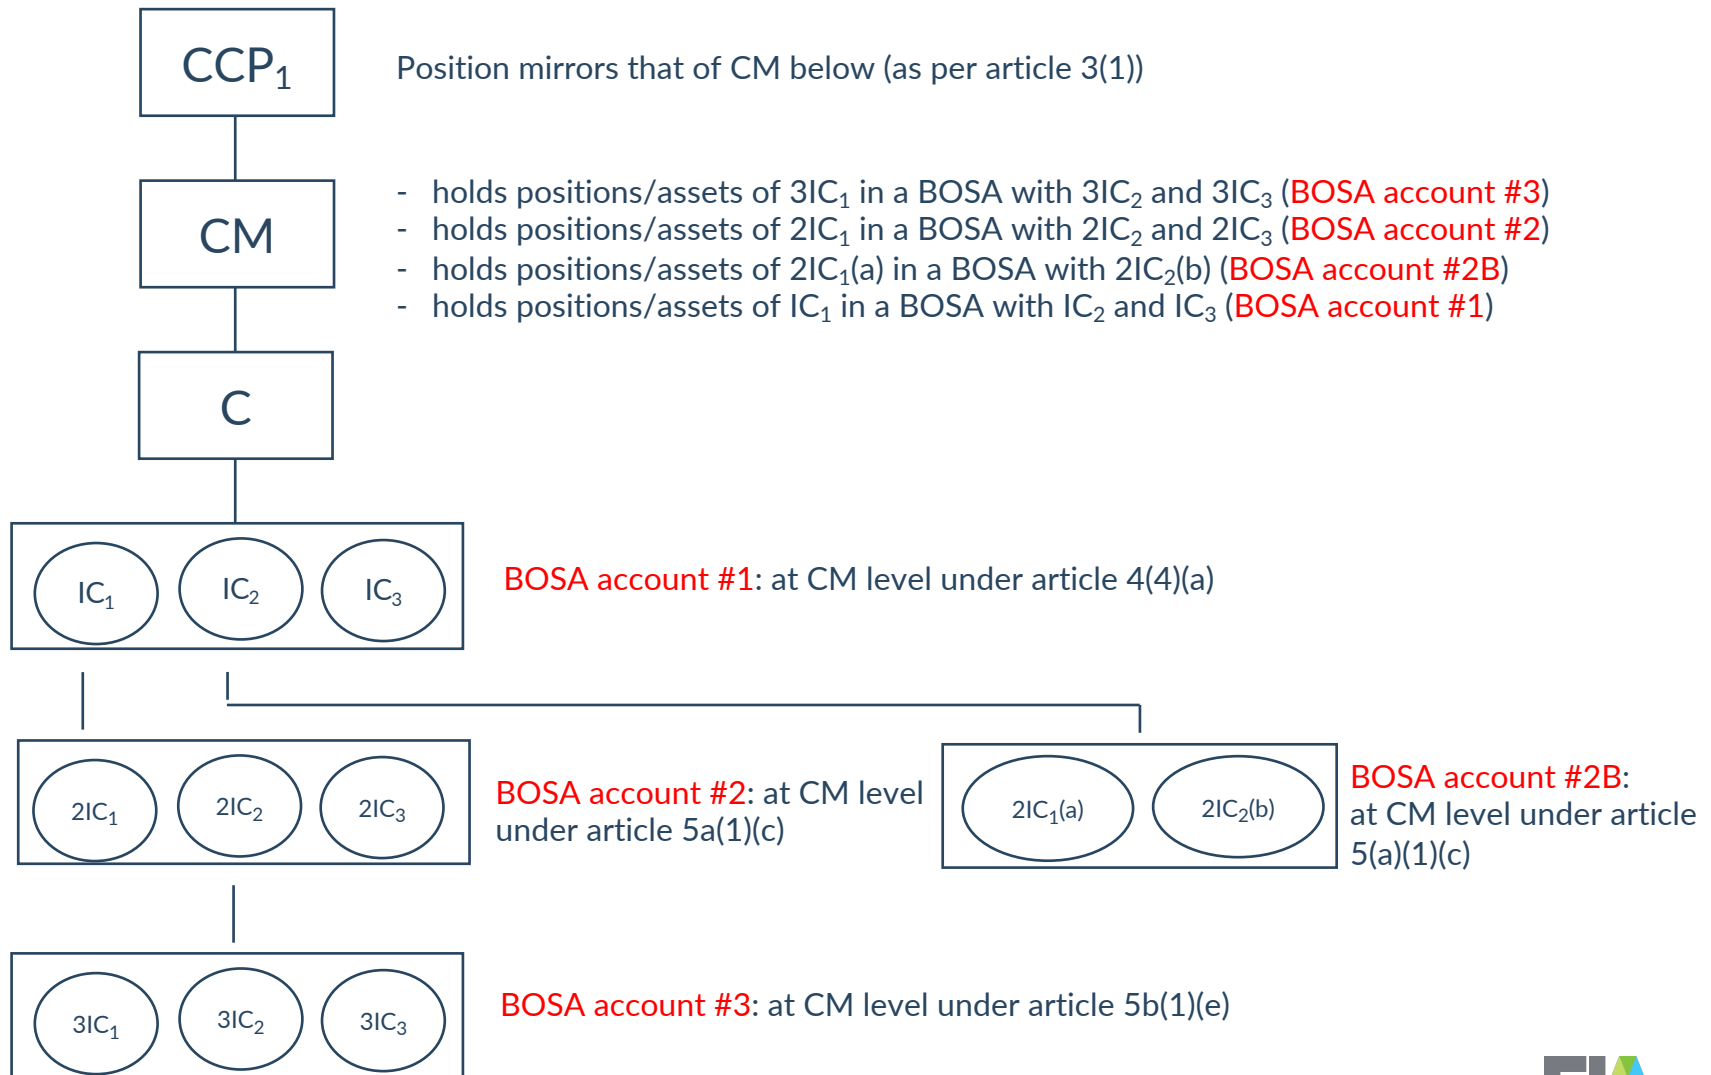 CCP₁
Position mirrors that of CM below (as per article 3(1))
CM
- holds positions/assets of 3IC₁ in a BOSA with 3IC₂ and 3IC₃ (BOSA account #3)
- holds positions/assets of 2IC₁ in a BOSA with 2IC₂ and 2IC₃ (BOSA account #2)
- holds positions/assets of 2IC₁(a) in a BOSA with 2IC₂(b) (BOSA account #2B)
- holds positions/assets of IC₁ in a BOSA with IC₂ and IC₃ (BOSA account #1)
C
IC₁ IC₂ IC₃
BOSA account #1: at CM level under article 4(4)(a)
2IC₁ 2IC₂ 2IC₃
BOSA account #2: at CM level
under article 5a(1)(c)
2IC₁(a) 2IC₂(b)
BOSA account #2B:
at CM level under article
5(a)(1)(c)
3IC₁ 3IC₂ 3IC₃
BOSA account #3: at CM level under article 5b(1)(e)